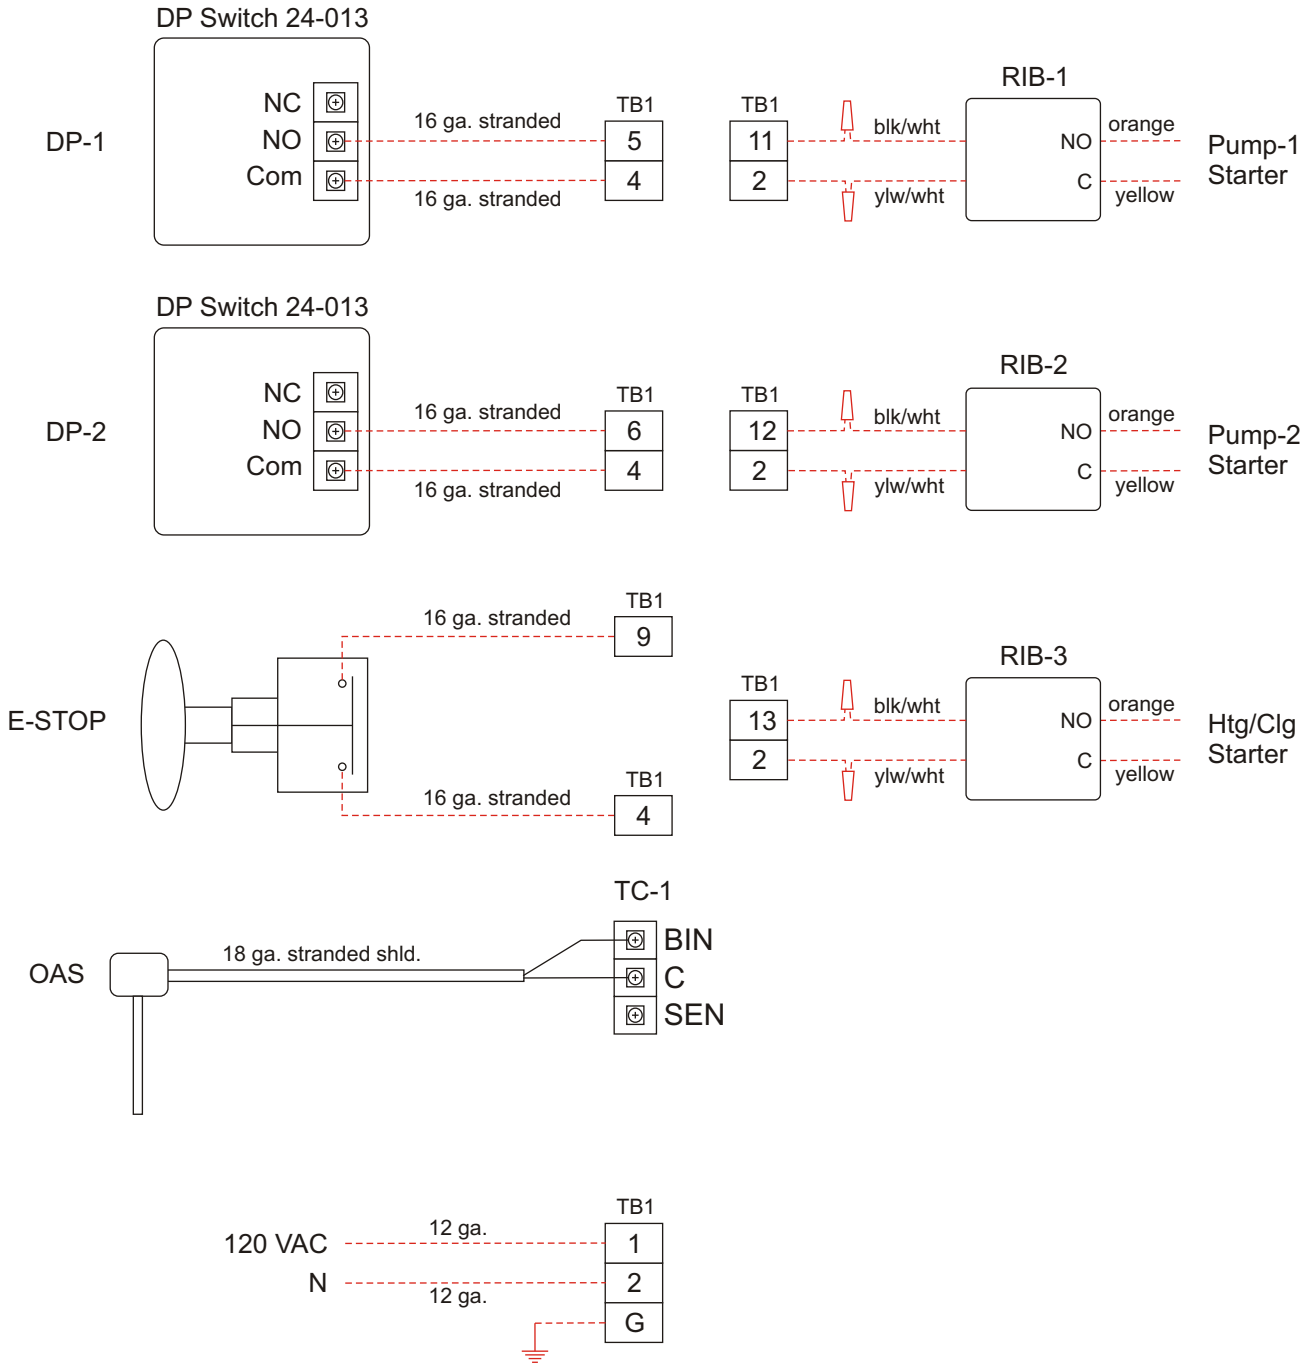 DP Switch 24-013
DP-1
NC
NO
Com
16 ga. stranded
16 ga. stranded
TB1
5
4
TB1
11
2
blk/wht
ylw/wht
RIB-1
NO
C
orange
yellow
Pump-1
Starter
DP Switch 24-013
DP-2
NC
NO
Com
16 ga. stranded
16 ga. stranded
TB1
6
4
TB1
12
2
blk/wht
ylw/wht
RIB-2
NO
C
orange
yellow
Pump-2
Starter
E-STOP
16 ga. stranded
TB1
9
16 ga. stranded
TB1
4
TB1
13
2
blk/wht
ylw/wht
RIB-3
NO
C
orange
yellow
Htg/Clg
Starter
OAS
18 ga. stranded shld.
TC-1
BIN
C
SEN
120 VAC
N
12 ga.
12 ga.
TB1
1
2
G